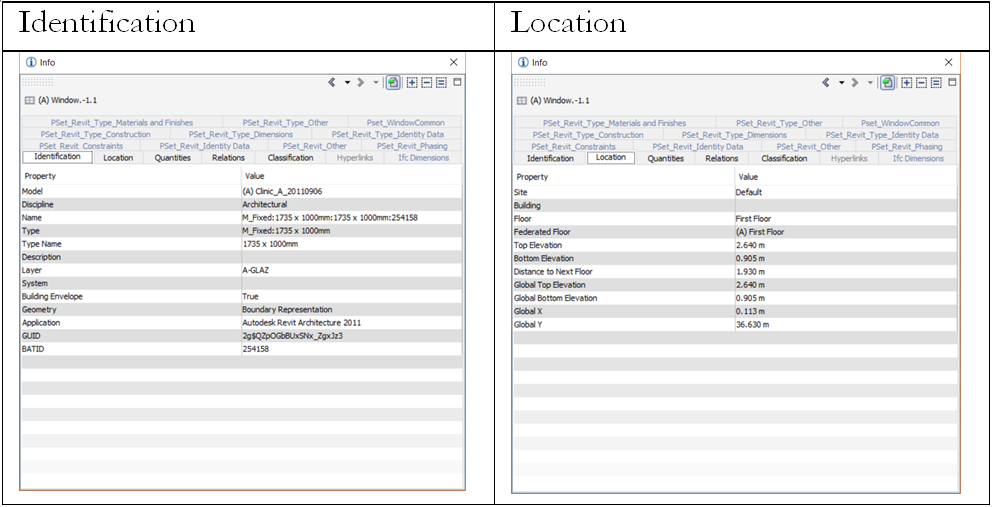 Identification
Location
Info
(A) Window.-1.1
PSet_Revit_Type_Materials and Finishes PSet_Revit_Type_Other Pset_WindowCommon
PSet_Revit_Type_Construction PSet_Revit_Type_Dimensions PSet_Revit_Type_Identity Data
PSet_Revit_Constraints PSet_Revit_Identity Data PSet_Revit_Other PSet_Revit_Phasing
Identification Location Quantities Relations Classification Hyperlinks Ifc Dimensions
Property Value
Model (A) Clinic_A_20110906
Discipline Architectural
Name M_Fixed:1735 x 1000mm:1735 x 1000mm:254158
Type M_Fixed:1735 x 1000mm
Type Name 1735 x 1000mm
Description
Layer A-GLAZ
System
Building Envelope True
Geometry Boundary Representation
Application Autodesk Revit Architecture 2011
GUID 2g$QZpOGbBUxSNx_ZgxJz3
BATID 254158
Info
(A) Window.-1.1
PSet_Revit_Type_Materials and Finishes PSet_Revit_Type_Other Pset_WindowCommon
PSet_Revit_Type_Construction PSet_Revit_Type_Dimensions PSet_Revit_Type_Identity Data
PSet_Revit_Constraints PSet_Revit_Identity Data PSet_Revit_Other PSet_Revit_Phasing
Identification Location Quantities Relations Classification Hyperlinks Ifc Dimensions
Property Value
Site Default
Building
Floor First Floor
Federated Floor (A) First Floor
Top Elevation 2.640 m
Bottom Elevation 0.905 m
Distance to Next Floor 1.930 m
Global Top Elevation 2.640 m
Global Bottom Elevation 0.905 m
Global X 0.113 m
Global Y 36.630 m